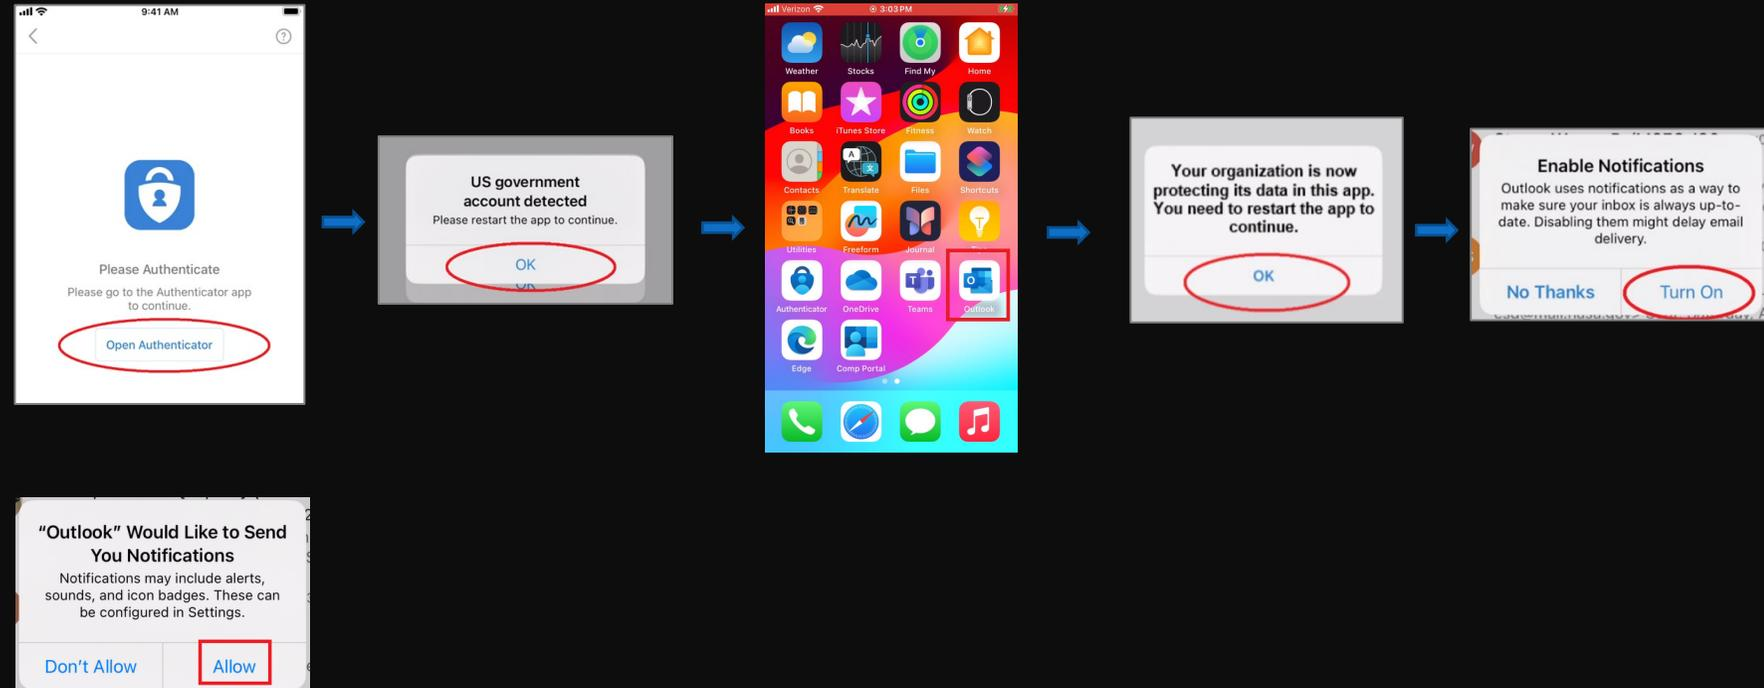 9:41 AM
Please Authenticate
Please go to the Authenticator app
to continue.
Open Authenticator
US government
account detected
Please restart the app to continue.
OK
OK
Verizon
3:03 PM
Weather
Stocks
Find My
Home
Books
iTunes Store
Fitness
Watch
Contacts
Translate
Files
Shortcuts
Utilities
Freeform
Journal
Authenticator
OneDrive
Teams
Outlook
Edge
Comp Portal
Your organization is now
protecting its data in this app.
You need to restart the app to
continue.
OK
Enable Notifications
Outlook uses notifications as a way to
make sure your inbox is always up-to-
date. Disabling them might delay email
delivery.
No Thanks
Turn On
“Outlook” Would Like to Send
You Notifications
Notifications may include alerts,
sounds, and icon badges. These can
be configured in Settings.
Don’t Allow
Allow